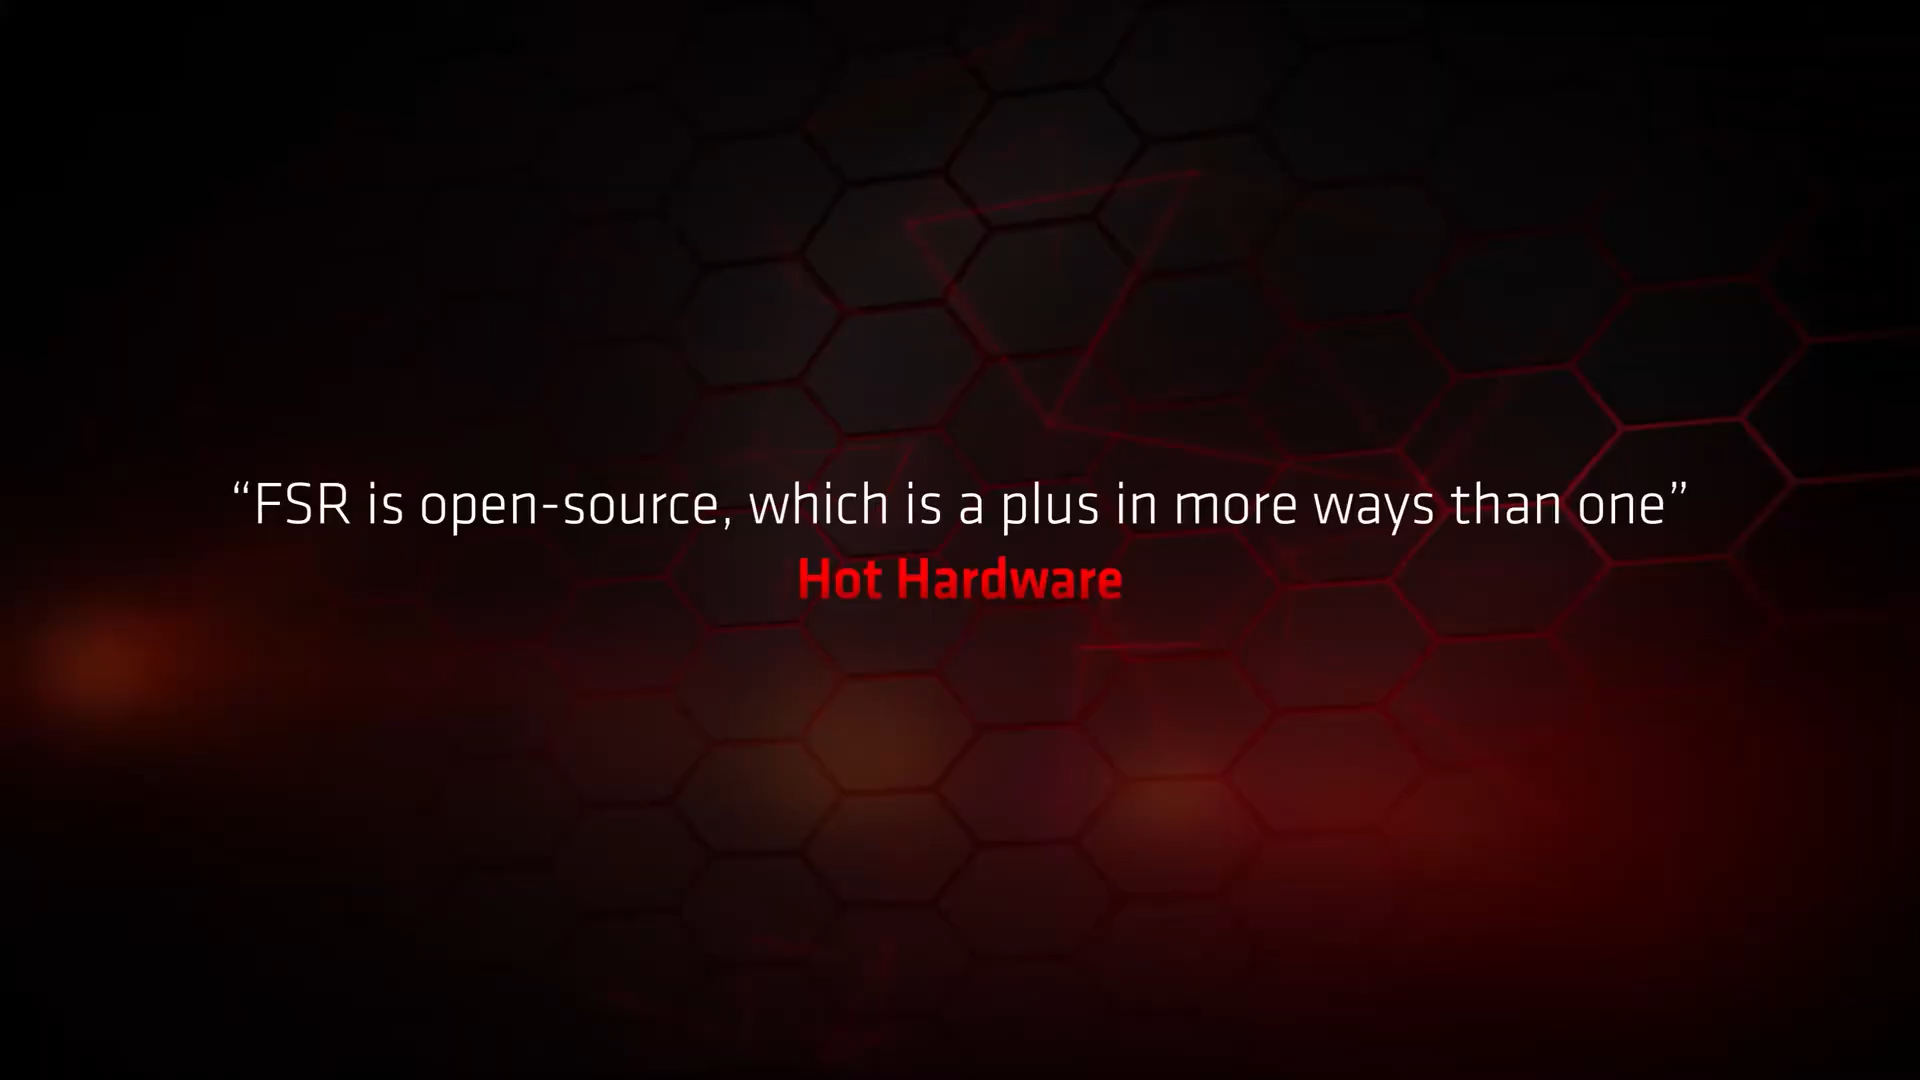 “FSR is open-source, which is a plus in more ways than one”
Hot Hardware